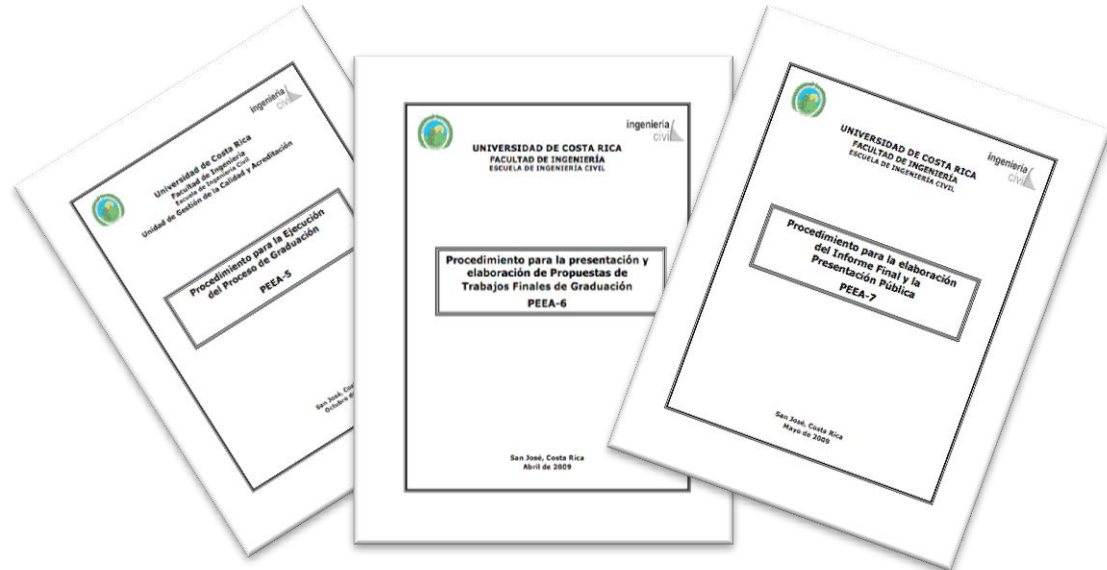 ingeniería
civil
Universidad de Costa Rica
Facultad de Ingeniería
Escuela de Ingeniería Civil
Unidad de Gestión de la Calidad y Acreditación
Procedimiento para la Ejecución
del Proceso de Graduación
PEEA-5
San José,
Octubre
ingeniería
civil
UNIVERSIDAD DE COSTA RICA
FACULTAD DE INGENIERÍA
ESCUELA DE INGENIERÍA CIVIL
Procedimiento para la presentación y
elaboración de Propuestas de
Trabajos Finales de Graduación
PEEA-6
San José, Costa Rica
Abril de 2009
ingeniería
civil
UNIVERSIDAD DE COSTA RICA
FACULTAD DE INGENIERÍA
ESCUELA DE INGENIERÍA CIVIL
Procedimiento para la elaboración
del Informe Final y la
Presentación Pública
PEEA-7
San José, Costa Rica
Mayo de 2009